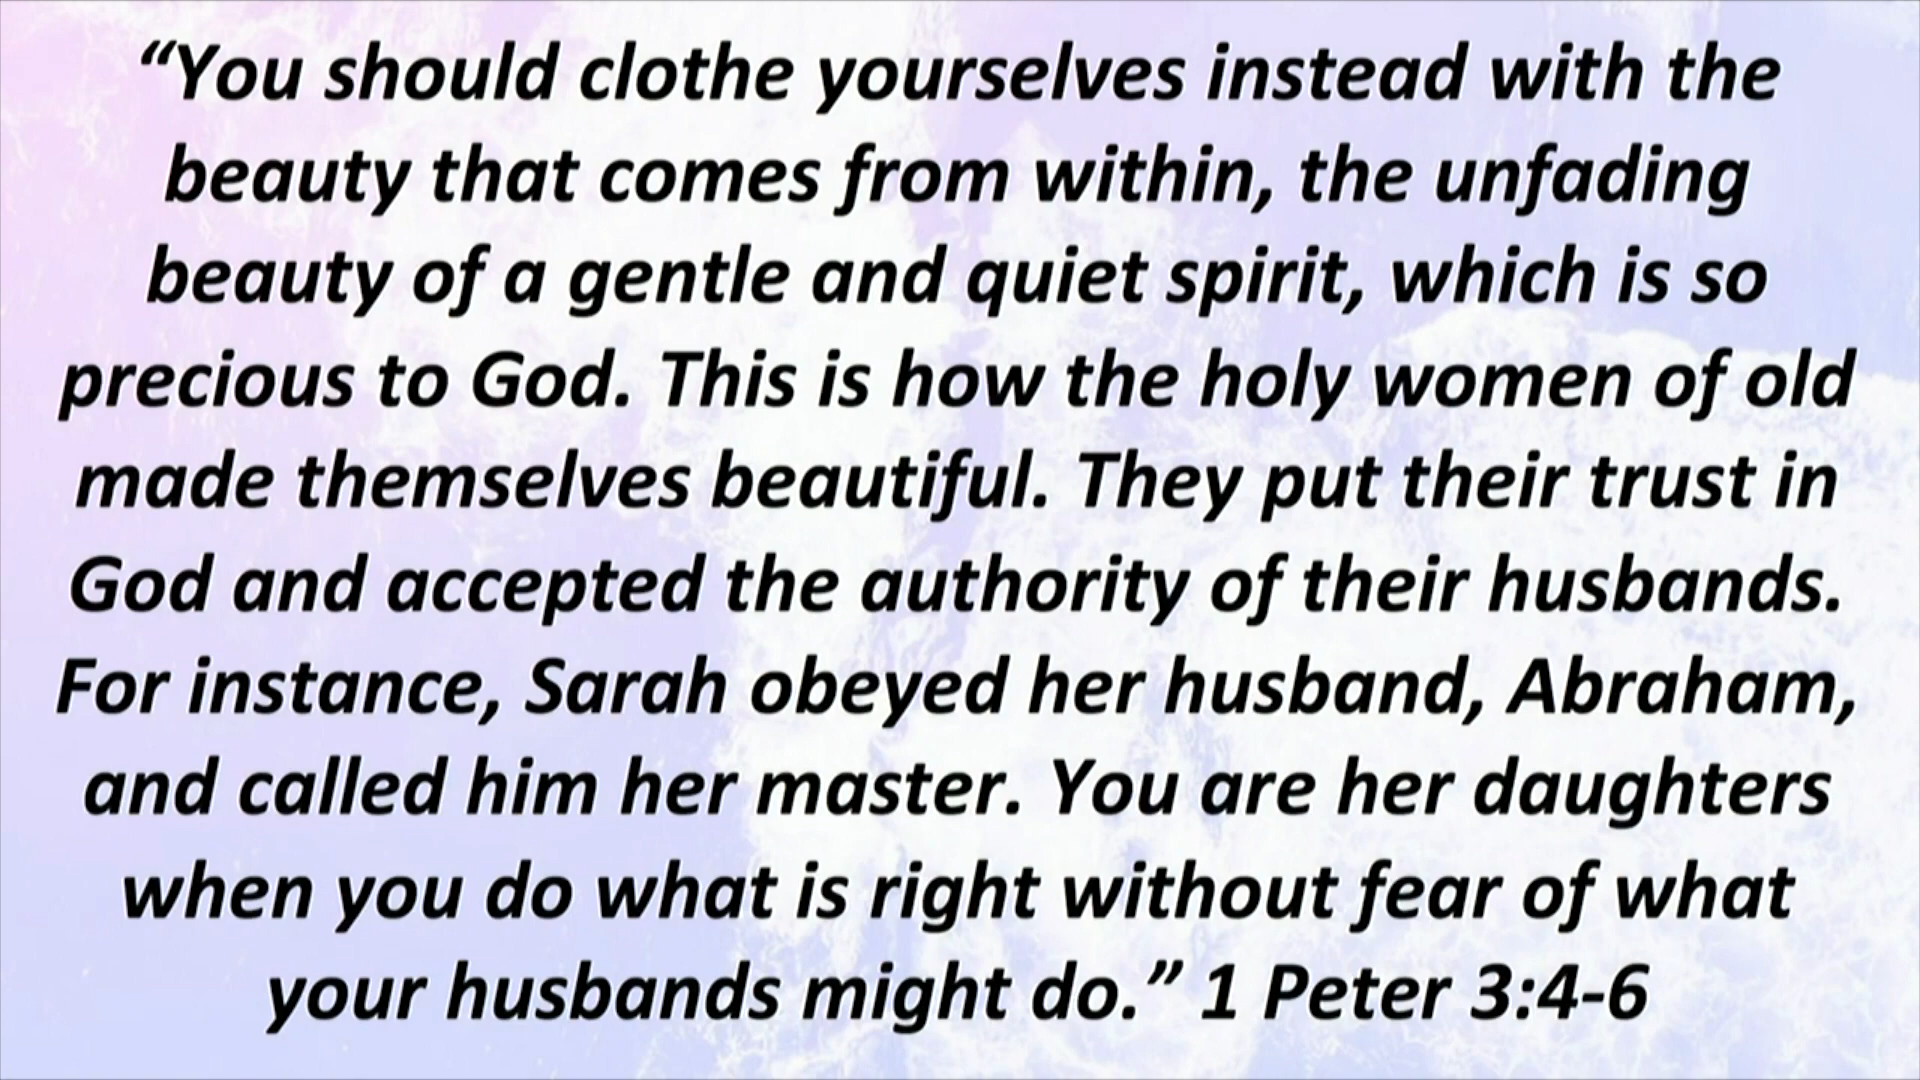 “You should clothe yourselves instead with the
beauty that comes from within, the unfading
beauty of a gentle and quiet spirit, which is so
precious to God. This is how the holy women of old
made themselves beautiful. They put their trust in
God and accepted the authority of their husbands.
For instance, Sarah obeyed her husband, Abraham,
and called him her master. You are her daughters
when you do what is right without fear of what
your husbands might do.” 1 Peter 3:4-6